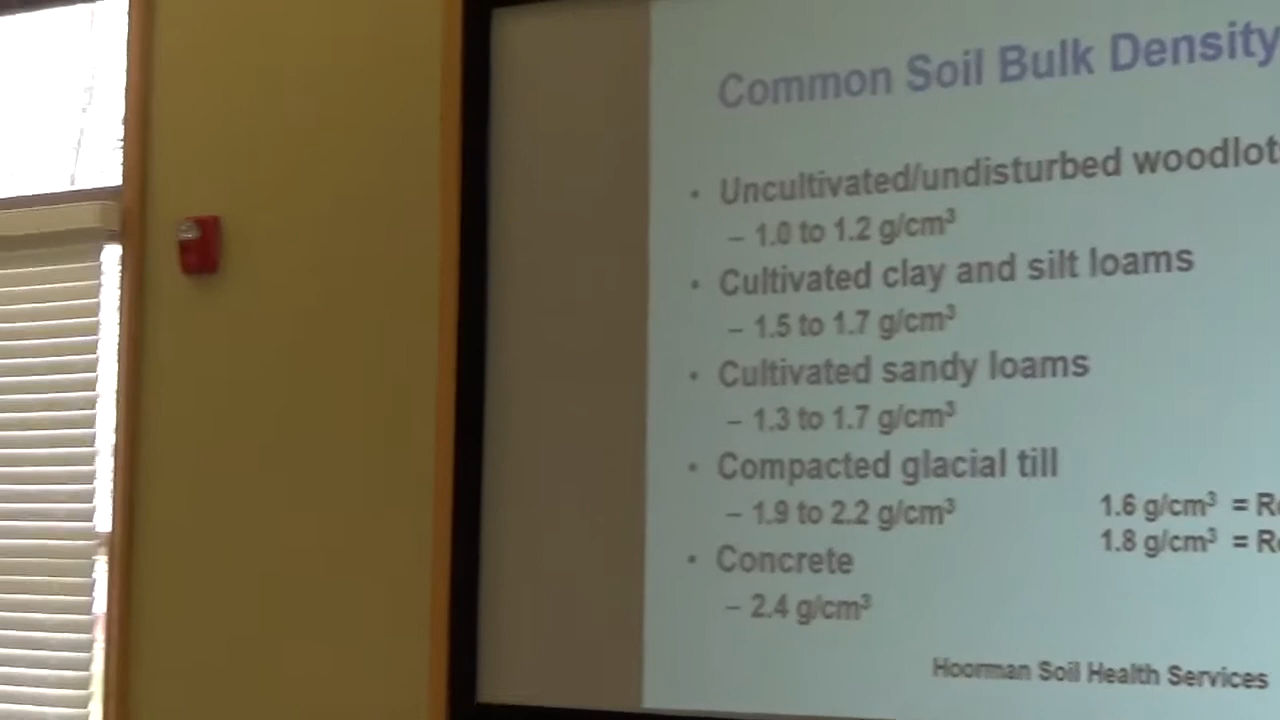 Common Soil Bulk Density
• Uncultivated/undisturbed woodlot
– 1.0 to 1.2 g/cm³
• Cultivated clay and silt loams
– 1.5 to 1.7 g/cm³
• Cultivated sandy loams
– 1.3 to 1.7 g/cm³
• Compacted glacial till
– 1.9 to 2.2 g/cm³
1.6 g/cm³ =
1.8 g/cm³ =
• Concrete
– 2.4 g/cm³
Hoorman Soil Health Services